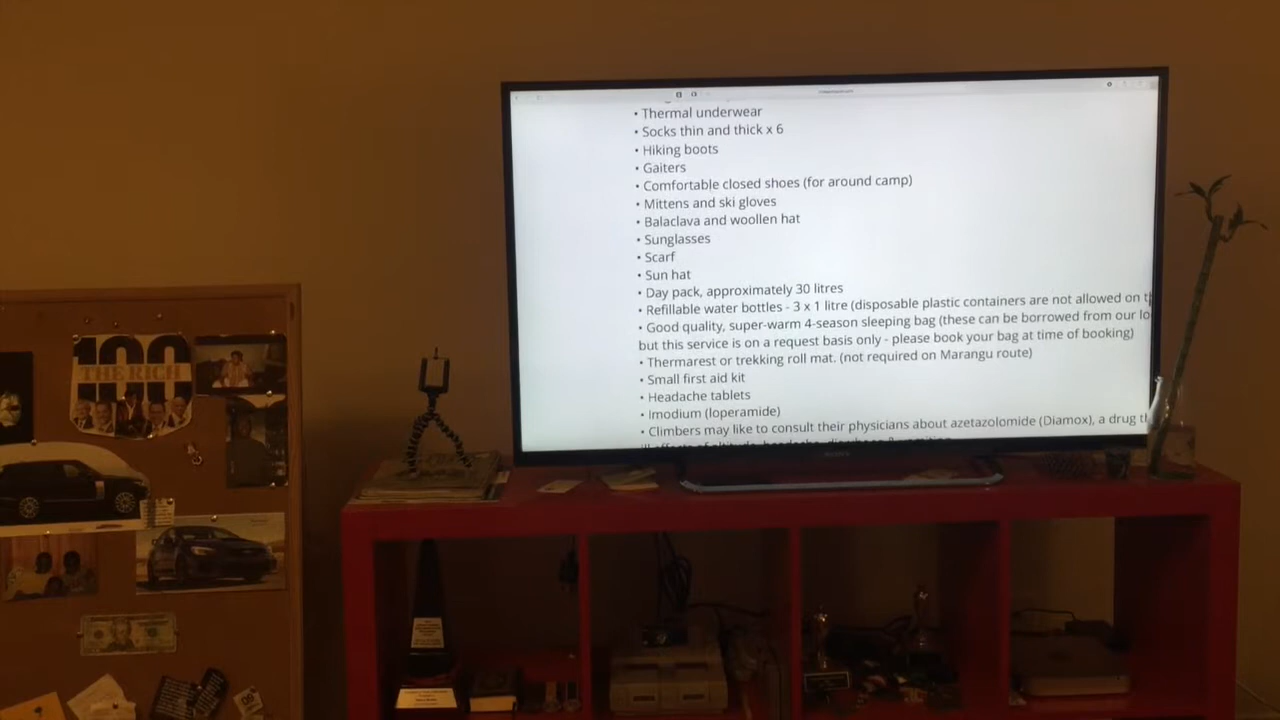 • Thermal underwear
• Socks thin and thick x 6
• Hiking boots
• Gaiters
• Comfortable closed shoes (for around camp)
• Mittens and ski gloves
• Balaclava and woollen hat
• Sunglasses
• Scarf
• Sun hat
• Day pack, approximately 30 litres
• Refillable water bottles - 3 x 1 litre (disposable plastic containers are not allowed on
• Good quality, super-warm 4-season sleeping bag (these can be borrowed from our
but this service is on a request basis only - please book your bag at time of booking)
• Thermarest or trekking roll mat. (not required on Marangu route)
• Small first aid kit
• Headache tablets
• Imodium (loperamide)
• Climbers may like to consult their physicians about azetazolomide (Diamox), a drug
100
THE RICH
SONY